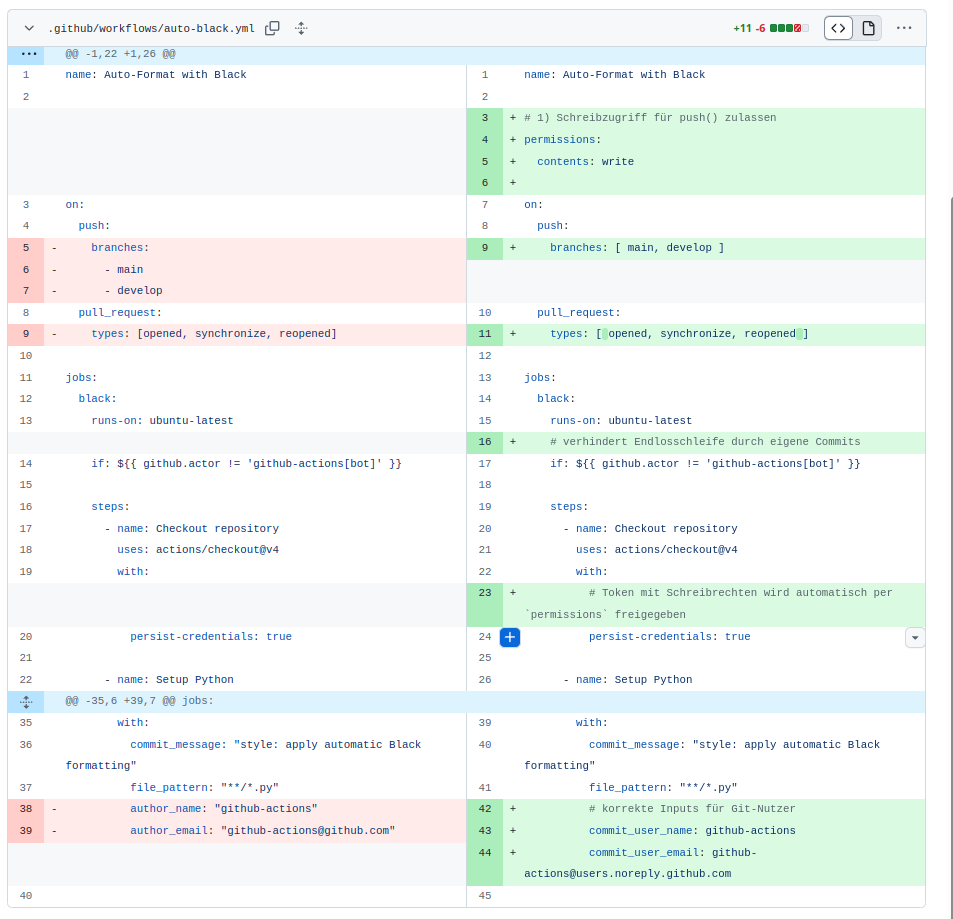 .github/workflows/auto-black.yml
+11 -6
@@ -1,22 +1,26 @@
1 name: Auto-Format with Black
1 name: Auto-Format with Black
2
2
3 + # 1) Schreibzugriff für push() zulassen
4 + permissions:
5 + contents: write
6 +
3 on:
7 on:
4 push:
8 push:
5 - branches:
9 + branches: [ main, develop ]
6 - - main
7 - - develop
8 pull_request:
10 pull_request:
9 - types: [opened, synchronize, reopened]
11 + types: [ opened, synchronize, reopened ]
10
12
11 jobs:
13 jobs:
12 black:
14 black:
13 runs-on: ubuntu-latest
15 runs-on: ubuntu-latest
16 + # verhindert Endlosschleife durch eigene Commits
14 if: ${{ github.actor != 'github-actions[bot]' }}
17 if: ${{ github.actor != 'github-actions[bot]' }}
15
18
16 steps:
19 steps:
17 - name: Checkout repository
20 - name: Checkout repository
18 uses: actions/checkout@v4
21 uses: actions/checkout@v4
19 with:
22 with:
23 + # Token mit Schreibrechten wird automatisch per
`permissions` freigegeben
20 persist-credentials: true
24 persist-credentials: true
21
25
22 - name: Setup Python
26 - name: Setup Python
@@ -35,6 +39,7 @@ jobs:
35 with:
39 with:
36 commit_message: "style: apply automatic Black
formatting"
40 commit_message: "style: apply automatic Black
formatting"
37 file_pattern: "**/*.py"
41 file_pattern: "**/*.py"
38 - author_name: "github-actions"
42 + # korrekte Inputs für Git-Nutzer
39 - author_email: "github-actions@github.com"
43 + commit_user_name: github-actions
44 + commit_user_email: github-
actions@users.noreply.github.com
40
45